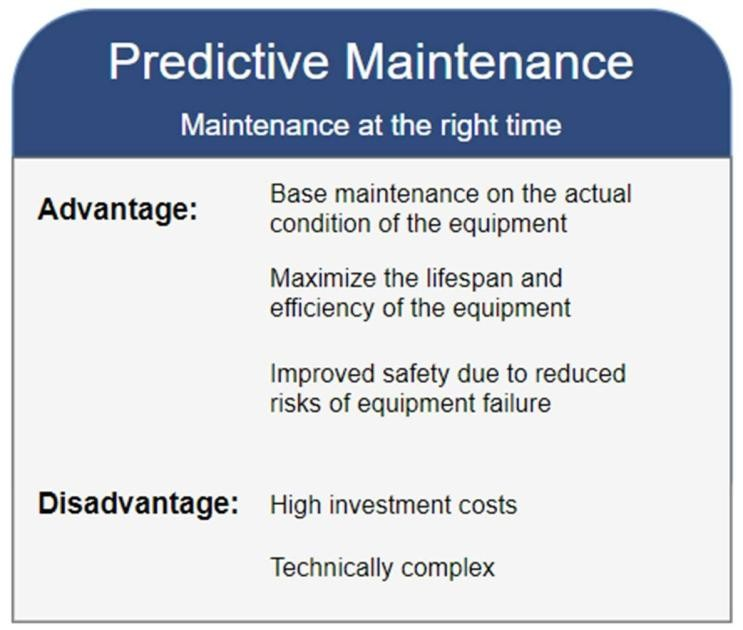 Predictive Maintenance
Maintenance at the right time
Advantage:
Base maintenance on the actual
condition of the equipment
Maximize the lifespan and
efficiency of the equipment
Improved safety due to reduced
risks of equipment failure
Disadvantage:
High investment costs
Technically complex